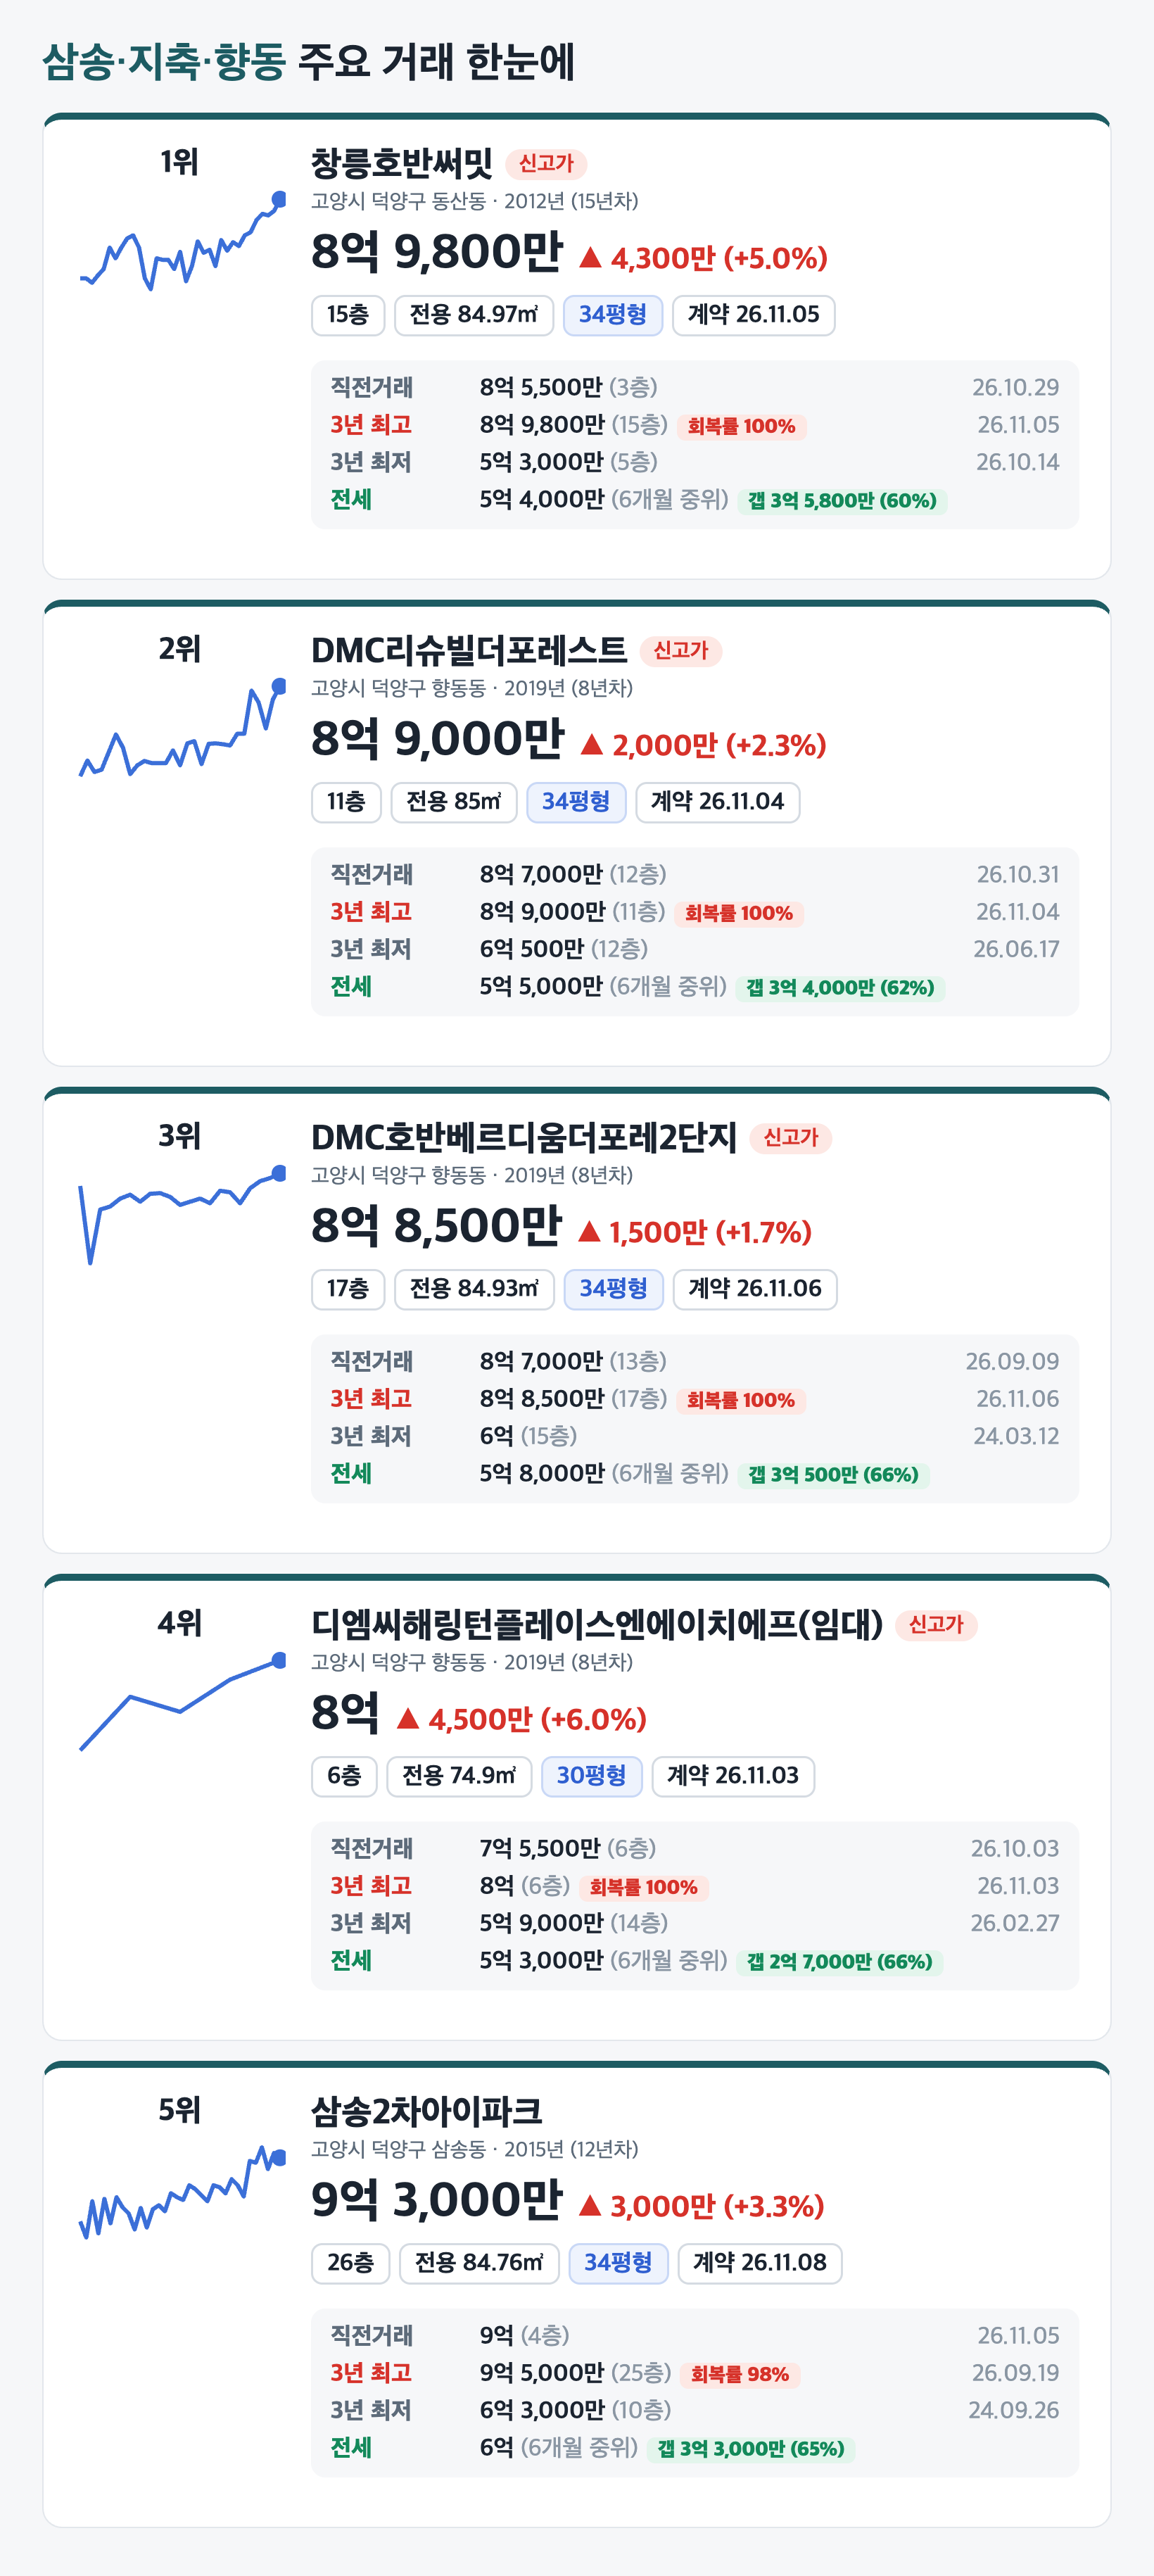 삼송·지축·향동 주요 거래 한눈에
1위
창릉호반써밋 신고가
고양시 덕양구 동산동 · 2012년 (15년차)
8억 9,800만 ▲ 4,300만 (+5.0%)
15층 전용 84.97㎡ 34평형 계약 26.11.05
직전거래 8억 5,500만 (3층) 26.10.29
3년 최고 8억 9,800만 (15층) 회복률 100% 26.11.05
3년 최저 5억 3,000만 (5층) 26.10.14
전세 5억 4,000만 (6개월 중위) 갭 3억 5,800만 (60%)
2위
DMC리슈빌더포레스트 신고가
고양시 덕양구 향동동 · 2019년 (8년차)
8억 9,000만 ▲ 2,000만 (+2.3%)
11층 전용 85㎡ 34평형 계약 26.11.04
직전거래 8억 7,000만 (12층) 26.10.31
3년 최고 8억 9,000만 (11층) 회복률 100% 26.11.04
3년 최저 6억 500만 (12층) 26.06.17
전세 5억 5,000만 (6개월 중위) 갭 3억 4,000만 (62%)
3위
DMC호반베르디움더포레2단지 신고가
고양시 덕양구 향동동 · 2019년 (8년차)
8억 8,500만 ▲ 1,500만 (+1.7%)
17층 전용 84.93㎡ 34평형 계약 26.11.06
직전거래 8억 7,000만 (13층) 26.09.09
3년 최고 8억 8,500만 (17층) 회복률 100% 26.11.06
3년 최저 6억 (15층) 24.03.12
전세 5억 8,000만 (6개월 중위) 갭 3억 500만 (66%)
4위
디엠씨해링턴플레이스엔에이치에프(임대) 신고가
고양시 덕양구 향동동 · 2019년 (8년차)
8억 ▲ 4,500만 (+6.0%)
6층 전용 74.9㎡ 30평형 계약 26.11.03
직전거래 7억 5,500만 (6층) 26.10.03
3년 최고 8억 (6층) 회복률 100% 26.11.03
3년 최저 5억 9,000만 (14층) 26.02.27
전세 5억 3,000만 (6개월 중위) 갭 2억 7,000만 (66%)
5위
삼송2차아이파크
고양시 덕양구 삼송동 · 2015년 (12년차)
9억 3,000만 ▲ 3,000만 (+3.3%)
26층 전용 84.76㎡ 34평형 계약 26.11.08
직전거래 9억 (4층) 26.11.05
3년 최고 9억 5,000만 (25층) 회복률 98% 26.09.19
3년 최저 6억 3,000만 (10층) 24.09.26
전세 6억 (6개월 중위) 갭 3억 3,000만 (65%)